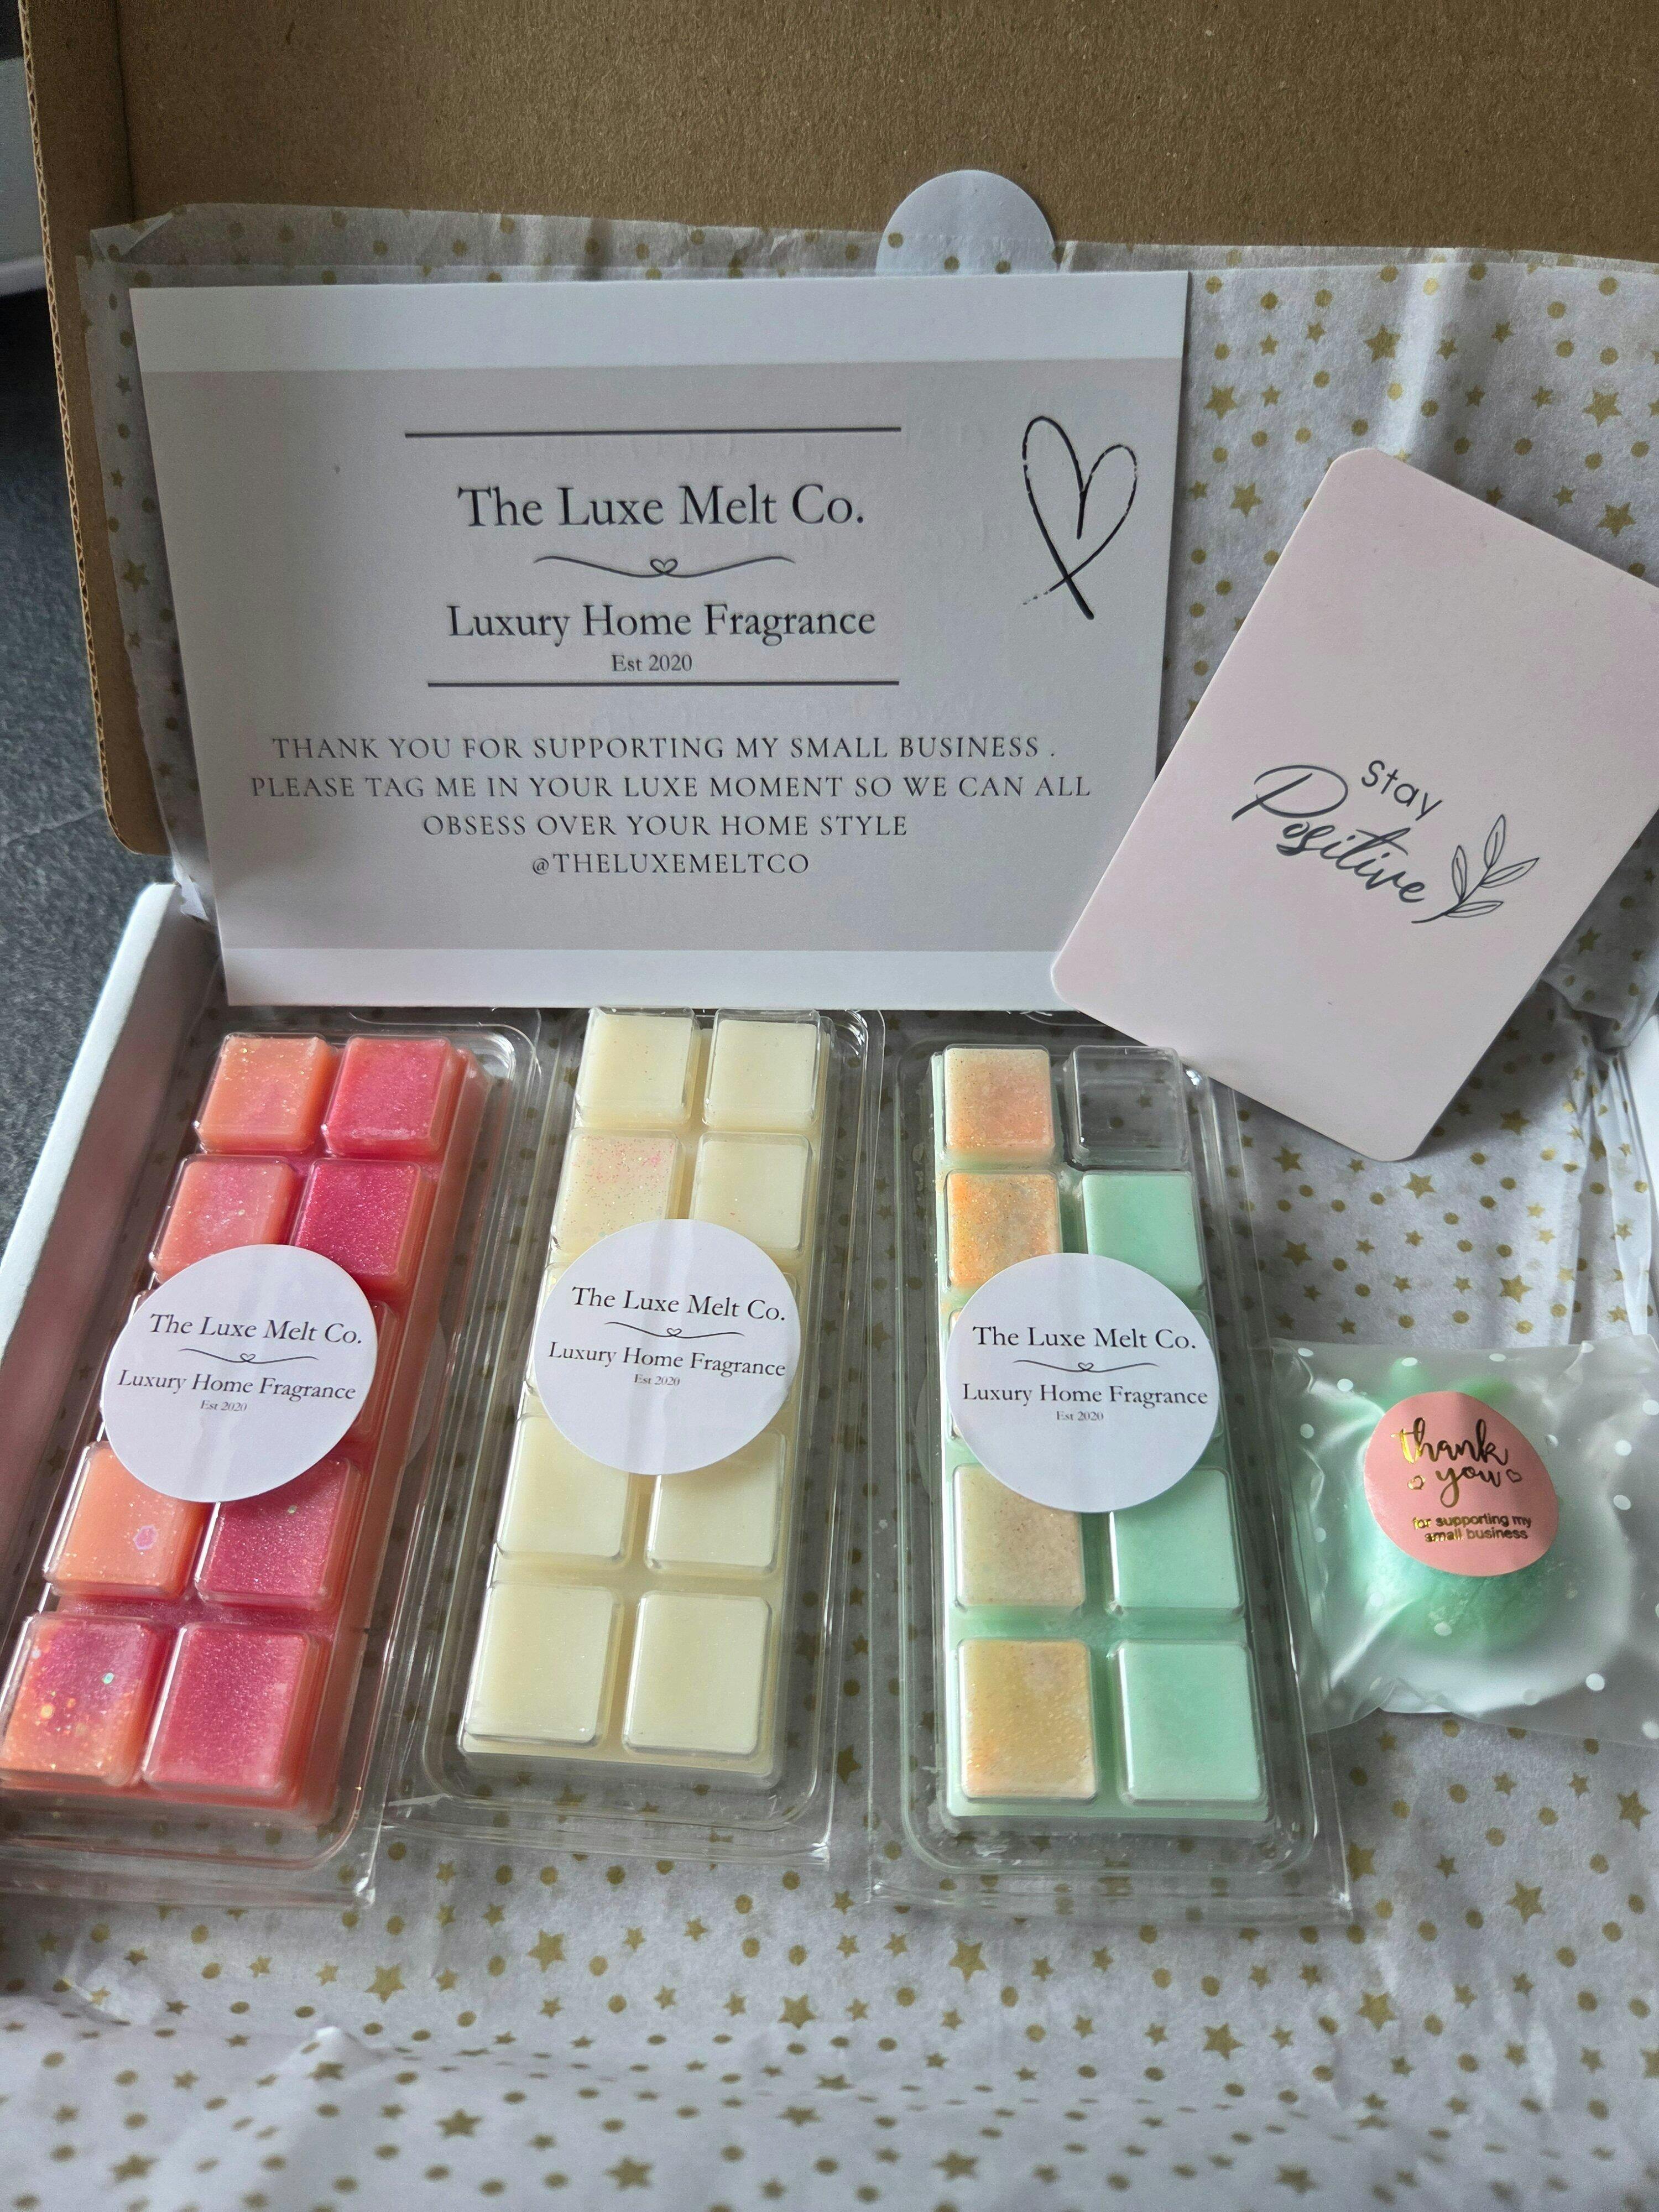 The Luxe Melt Co.
Luxury Home Fragrance
Est 2020
THANK YOU FOR SUPPORTING MY SMALL BUSINESS .
PLEASE TAG ME IN YOUR LUXE MOMENT SO WE CAN ALL
OBSESS OVER YOUR HOME STYLE
@THELUXEMELTCO
Stay
Positive
The Luxe Melt Co.
Luxury Home Fragrance
Est 2020
The Luxe Melt Co.
Luxury Home Fragrance
Est 2020
The Luxe Melt Co.
Luxury Home Fragrance
Est 2020
thank
you
for supporting my
small business